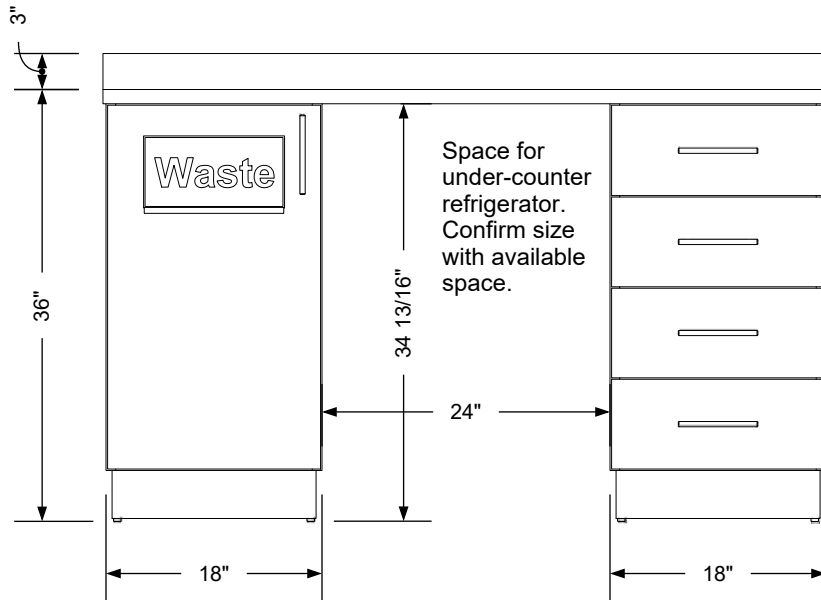 3"
Waste
Space for
under-counter
refrigerator.
Confirm size
with available
space.
36"
34 13/16"
24"
18"
18"